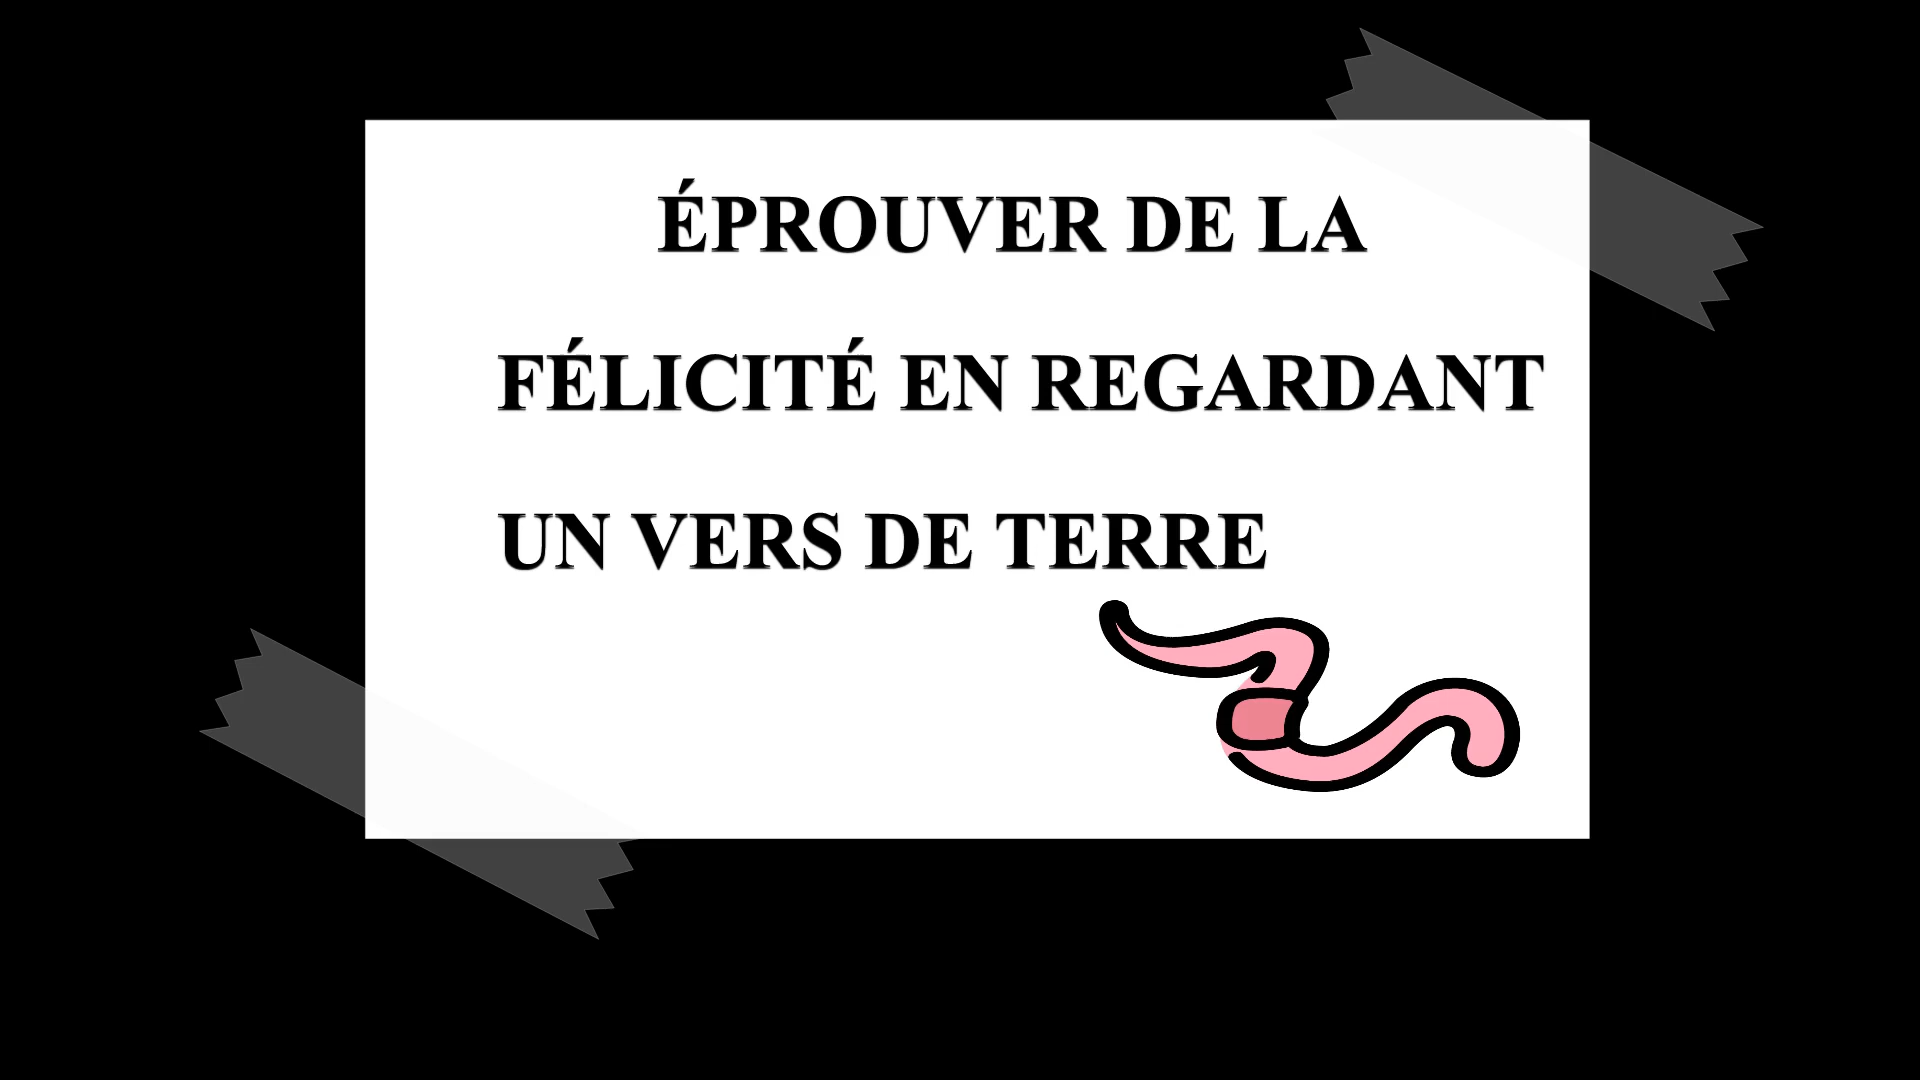 ÉPROUVER DE LA
FÉLICITÉ EN REGARDANT
UN VERS DE TERRE